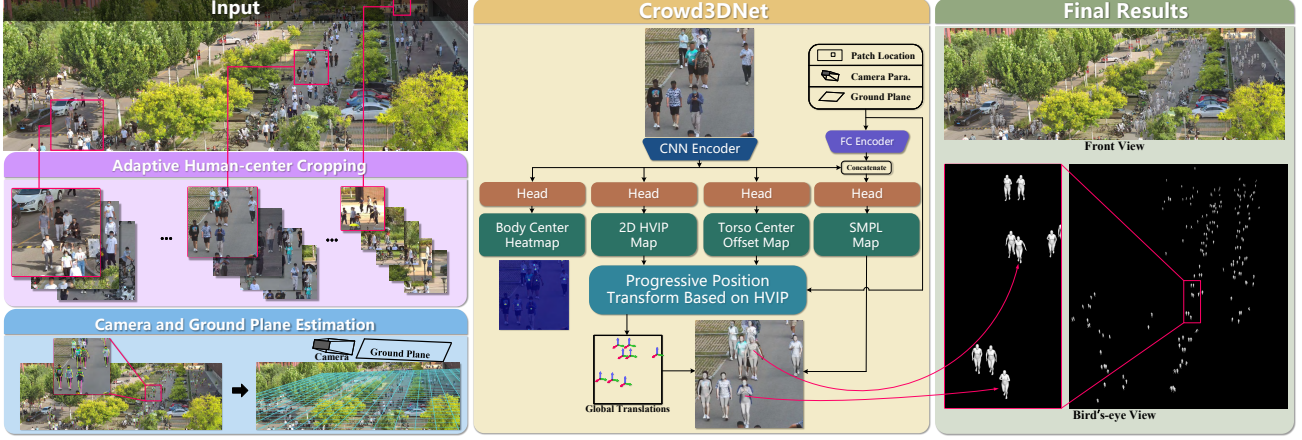 Input
Adaptive Human-center Cropping
...
...
Camera and Ground Plane Estimation
Camera
Ground Plane
Crowd3DNet
Patch Location
Camera Para.
Ground Plane
CNN Encoder
FC Encoder
Concatenate
Head
Head
Head
Head
Body Center
Heatmap
2D HVIP
Map
Torso Center
Offset Map
SMPL
Map
Progressive Position
Transform Based on HVIP
Global Translations
Final Results
Front View
Bird's-eye View